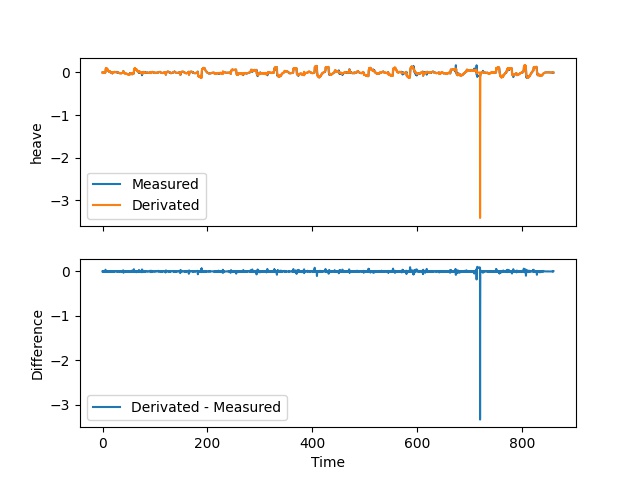 0
−1
−2
−3
heave
Measured
Derivated
0
−1
−2
−3
Difference
Derivated - Measured
0 200 400 600 800
Time